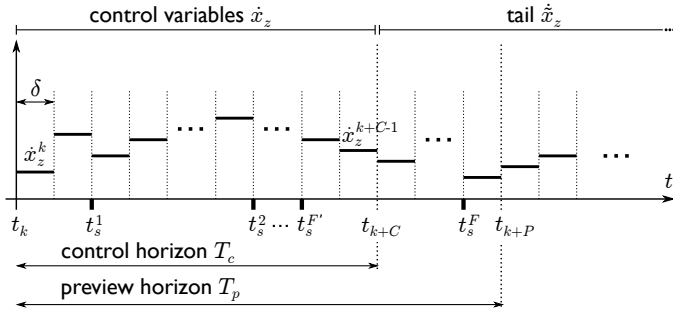 control variables ẋ_z tail ẋ̃_z
δ
... ...
ẋ_z^k ẋ_z^{k+C-1} ... ...
t
t_k t_s^1 t_s^2 ... t_s^{F'} t_{k+C} t_s^F t_{k+P}
control horizon T_c
preview horizon T_p